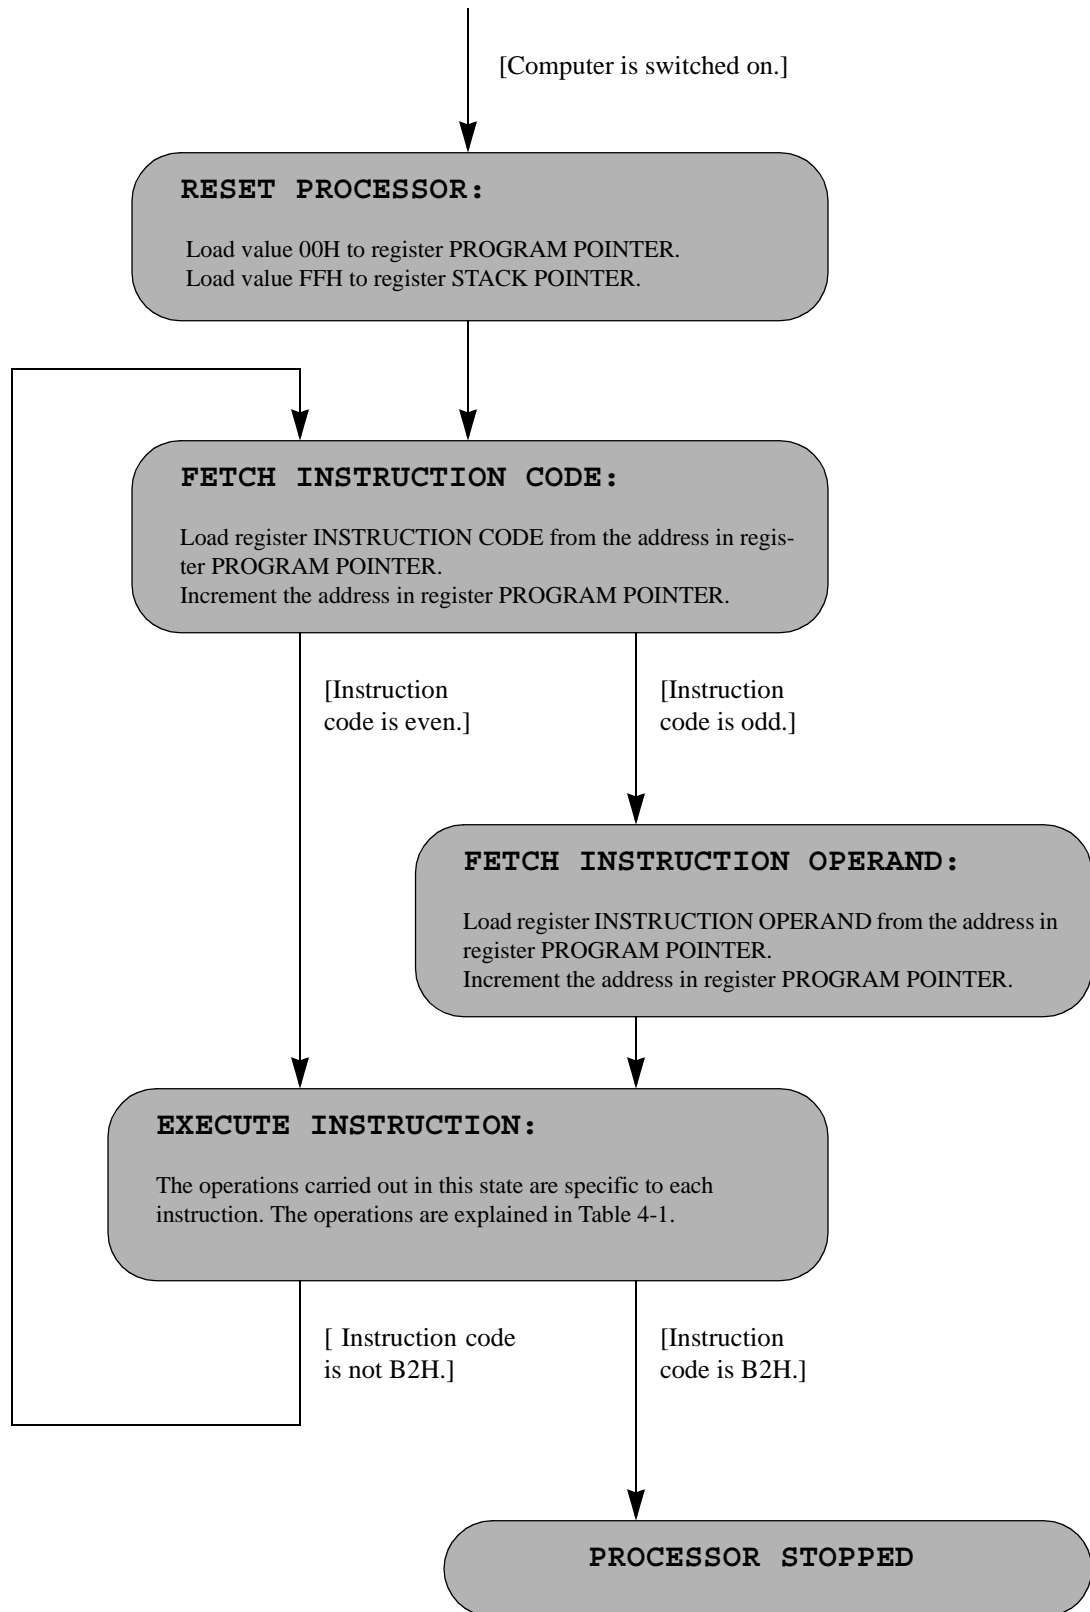 [Computer is switched on.]
RESET PROCESSOR:
Load value 00H to register PROGRAM POINTER.
Load value FFH to register STACK POINTER.
FETCH INSTRUCTION CODE:
Load register INSTRUCTION CODE from the address in regis-
ter PROGRAM POINTER.
Increment the address in register PROGRAM POINTER.
[Instruction
code is even.]
[Instruction
code is odd.]
FETCH INSTRUCTION OPERAND:
Load register INSTRUCTION OPERAND from the address in
register PROGRAM POINTER.
Increment the address in register PROGRAM POINTER.
EXECUTE INSTRUCTION:
The operations carried out in this state are specific to each
instruction. The operations are explained in Table 4-1.
[ Instruction code
is not B2H.]
[Instruction
code is B2H.]
PROCESSOR STOPPED